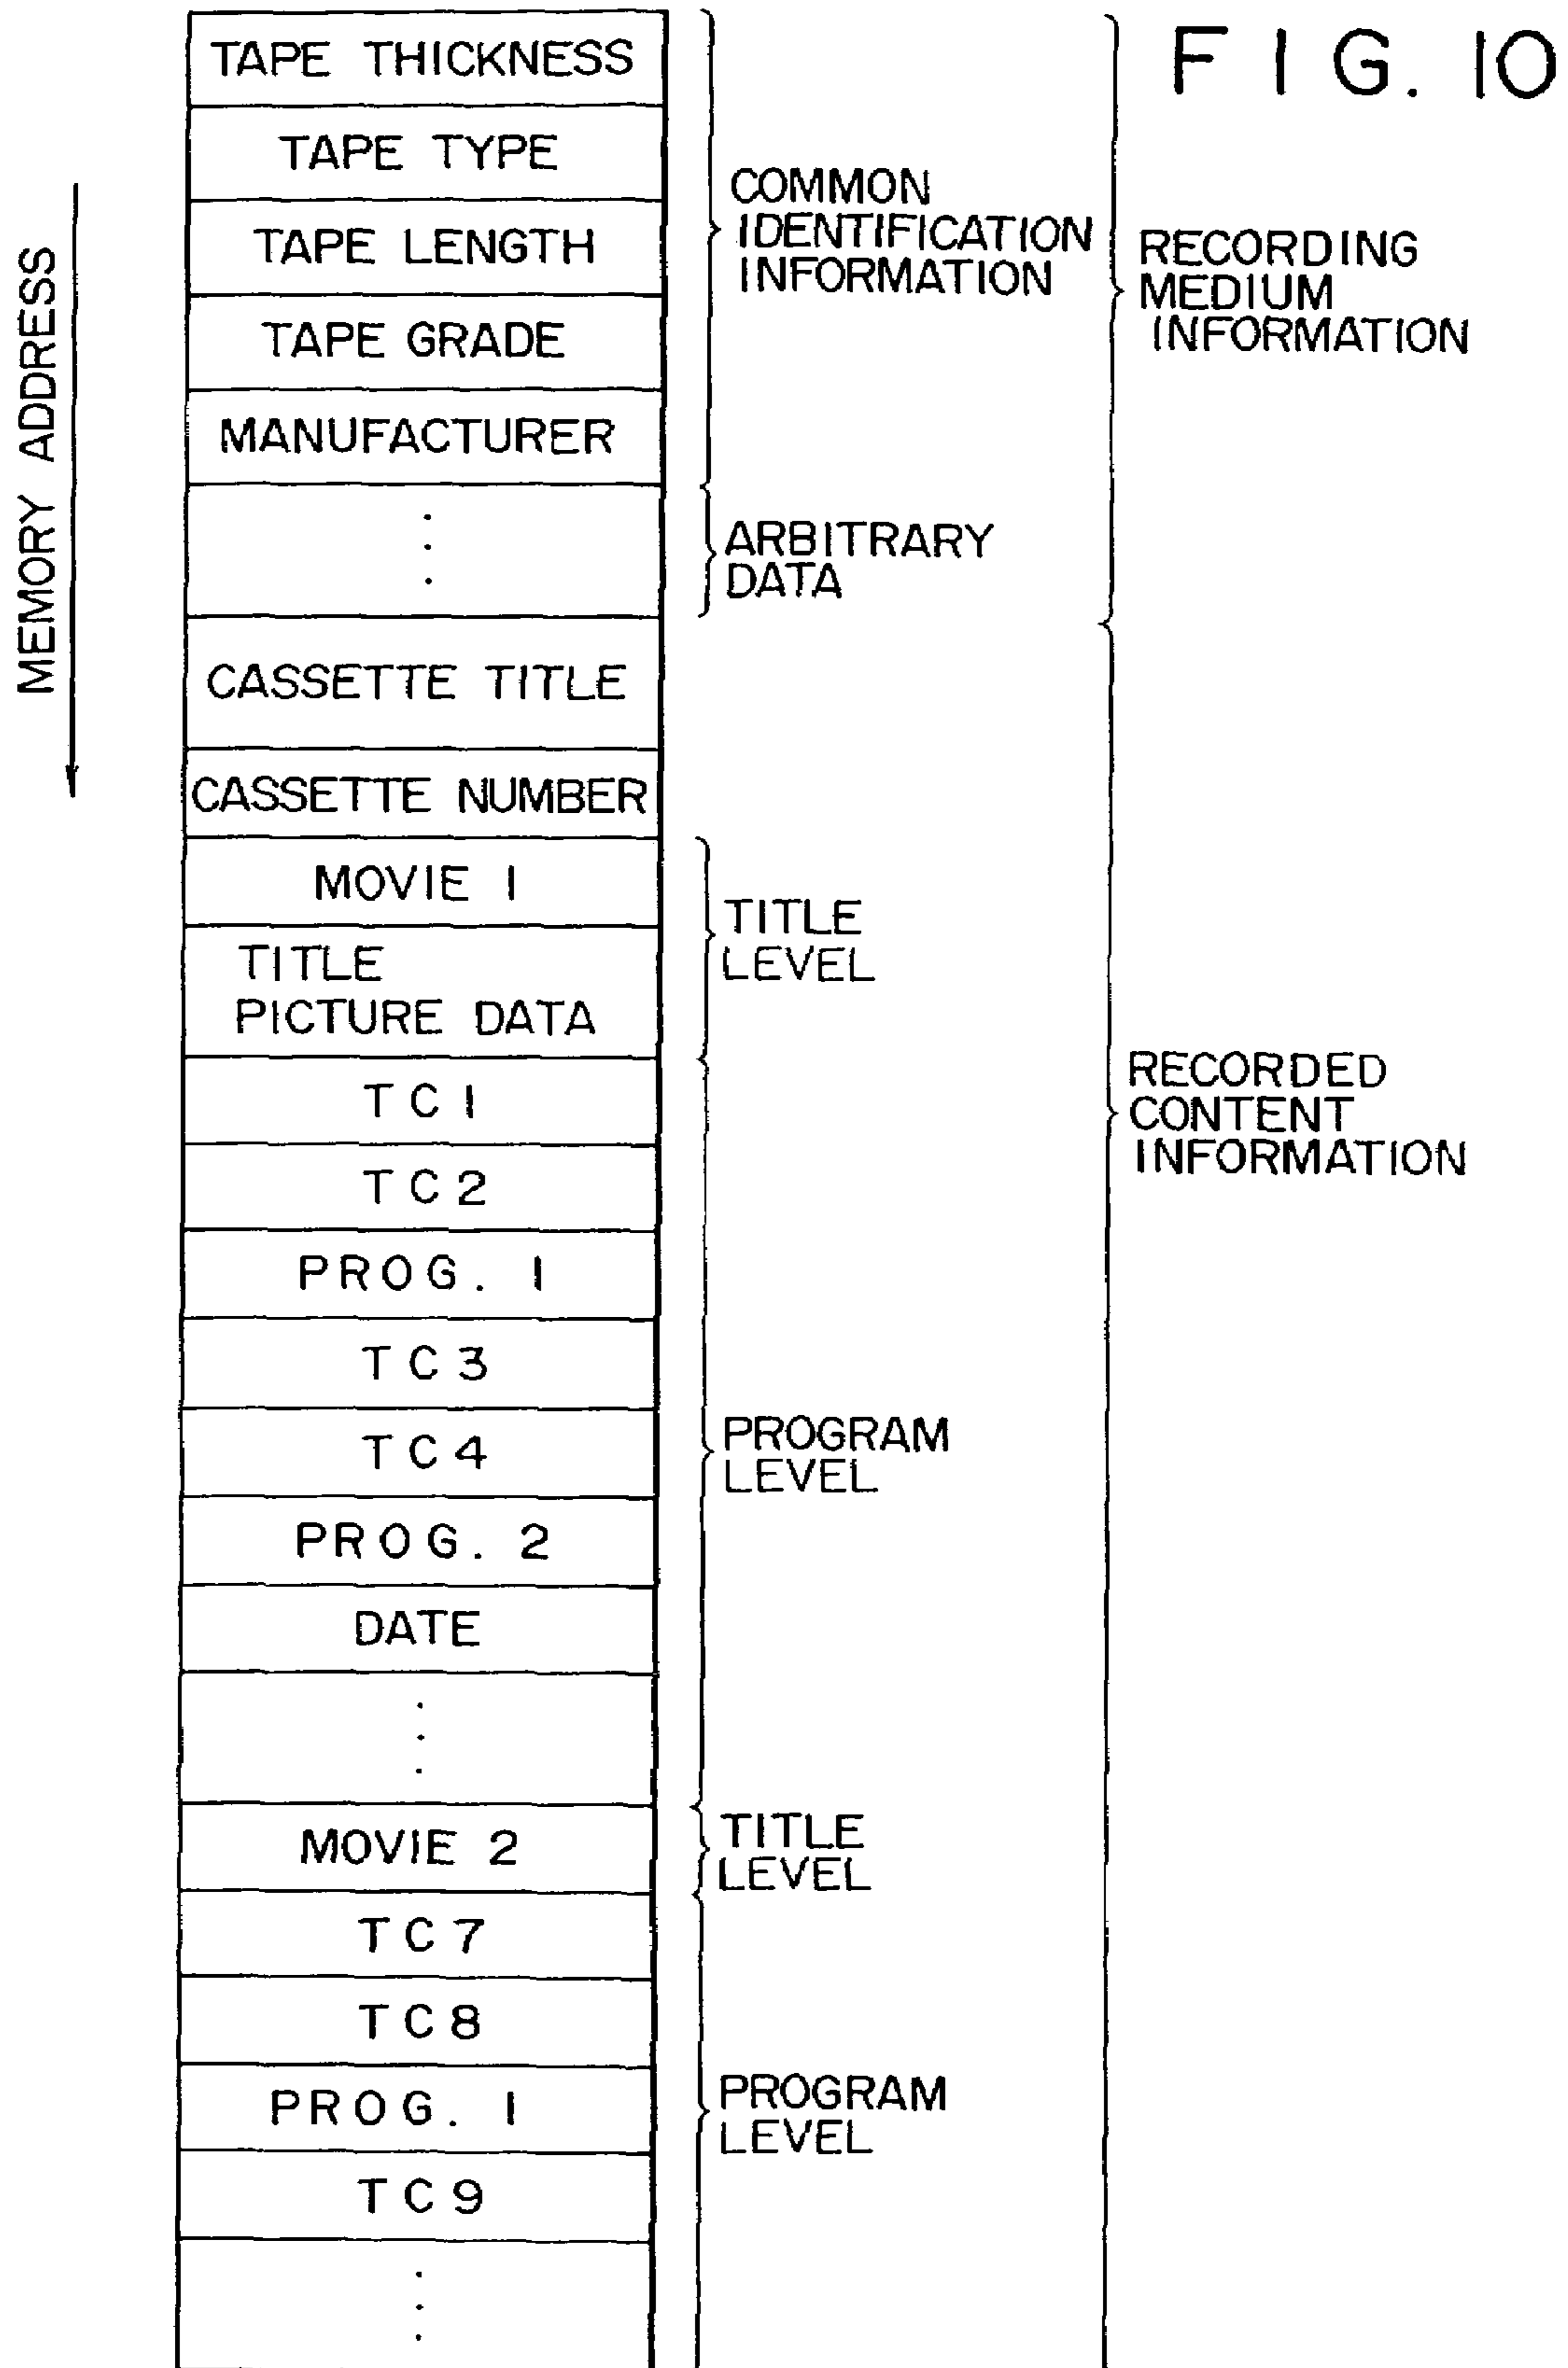 FIG. 10
MEMORY ADDRESS
TAPE THICKNESS
TAPE TYPE
TAPE LENGTH
TAPE GRADE
MANUFACTURER
COMMON
IDENTIFICATION
INFORMATION
ARBITRARY
DATA
RECORDING
MEDIUM
INFORMATION
CASSETTE TITLE
CASSETTE NUMBER
MOVIE 1
TITLE
PICTURE DATA
TITLE
LEVEL
TC1
TC2
PROG. 1
TC3
TC4
PROG. 2
DATE
PROGRAM
LEVEL
RECORDED
CONTENT
INFORMATION
MOVIE 2
TITLE
LEVEL
TC7
TC8
PROG. 1
TC9
PROGRAM
LEVEL